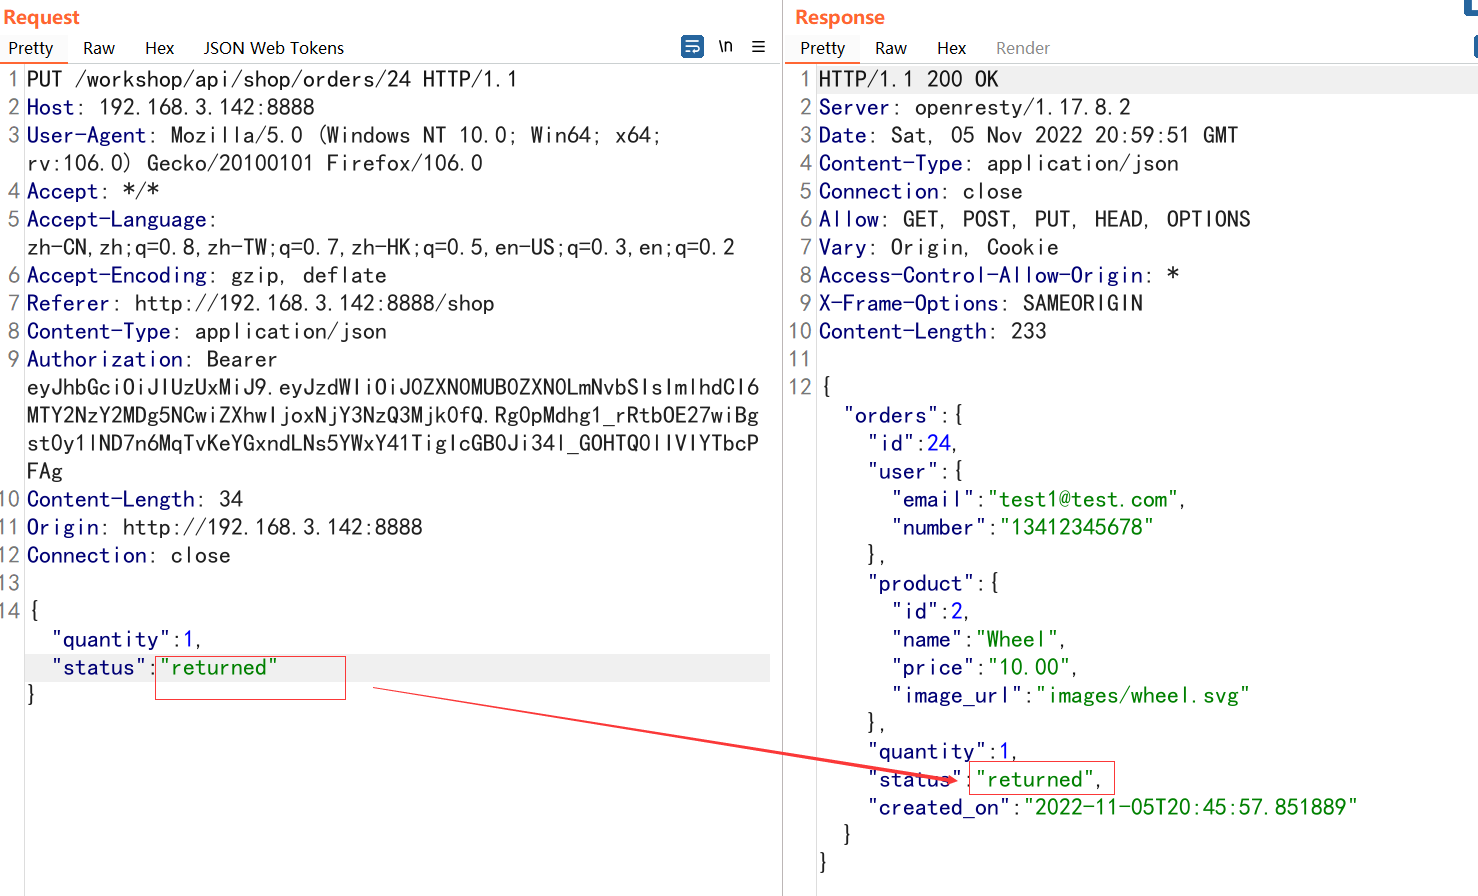 Request
Pretty Raw Hex JSON Web Tokens \n
1 PUT /workshop/api/shop/orders/24 HTTP/1.1
2 Host: 192.168.3.142:8888
3 User-Agent: Mozilla/5.0 (Windows NT 10.0; Win64; x64;
rv:106.0) Gecko/20100101 Firefox/106.0
4 Accept: */*
5 Accept-Language:
zh-CN,zh;q=0.8,zh-TW;q=0.7,zh-HK;q=0.5,en-US;q=0.3,en;q=0.2
6 Accept-Encoding: gzip, deflate
7 Referer: http://192.168.3.142:8888/shop
8 Content-Type: application/json
9 Authorization: Bearer
eyJhbGciOiJIUzUxMiJ9.eyJzdWIiOiJ0ZXN0MUB0ZXN0LmNvbSIsImlhdCI6
MTY2NzY2MDg5NCwiZXhwIjoxNjY3NzQ3Mjk0fQ.RgOpMdhg1_rRtbOE27wiBg
stOy1lND7n6MqTvKeYGxndLNs5YWxY41TigIcGB0Ji34l_GOHTQ0lIVIYTbcP
FAg
10 Content-Length: 34
11 Origin: http://192.168.3.142:8888
12 Connection: close
13
14 {
"quantity":1,
"status":"returned"
}
Response
Pretty Raw Hex Render
1 HTTP/1.1 200 OK
2 Server: openresty/1.17.8.2
3 Date: Sat, 05 Nov 2022 20:59:51 GMT
4 Content-Type: application/json
5 Connection: close
6 Allow: GET, POST, PUT, HEAD, OPTIONS
7 Vary: Origin, Cookie
8 Access-Control-Allow-Origin: *
9 X-Frame-Options: SAMEORIGIN
10 Content-Length: 233
11
12 {
"orders":{
"id":24,
"user":{
"email":"test1@test.com",
"number":"13412345678"
},
"product":{
"id":2,
"name":"Wheel",
"price":"10.00",
"image_url":"images/wheel.svg"
},
"quantity":1,
"status":"returned",
"created_on":"2022-11-05T20:45:57.851889"
}
}